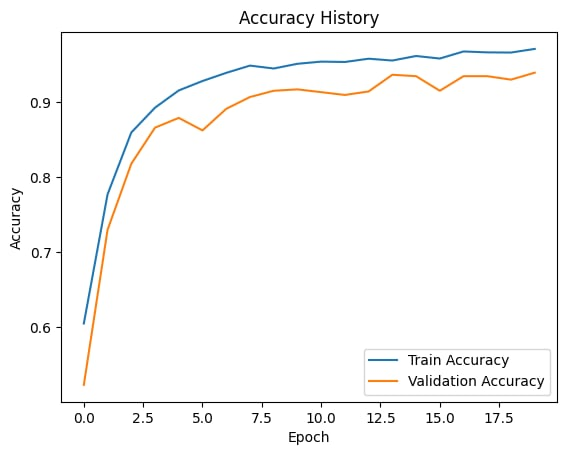 Accuracy History
0.9
0.8
0.7
0.6
Accuracy
Train Accuracy
Validation Accuracy
0.0 2.5 5.0 7.5 10.0 12.5 15.0 17.5
Epoch